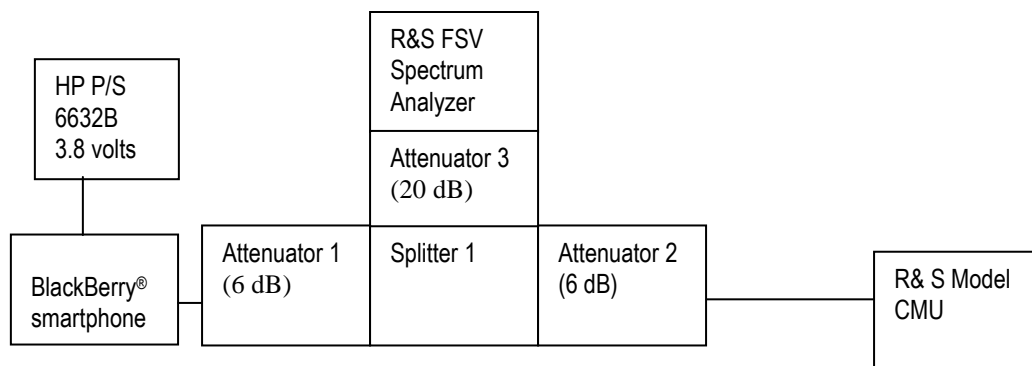 R&S FSV
Spectrum
Analyzer
HP P/S
6632B
3.8 volts
Attenuator 3
(20 dB)
BlackBerry®
smartphone
Attenuator 1
(6 dB)
Splitter 1
Attenuator 2
(6 dB)
R& S Model
CMU